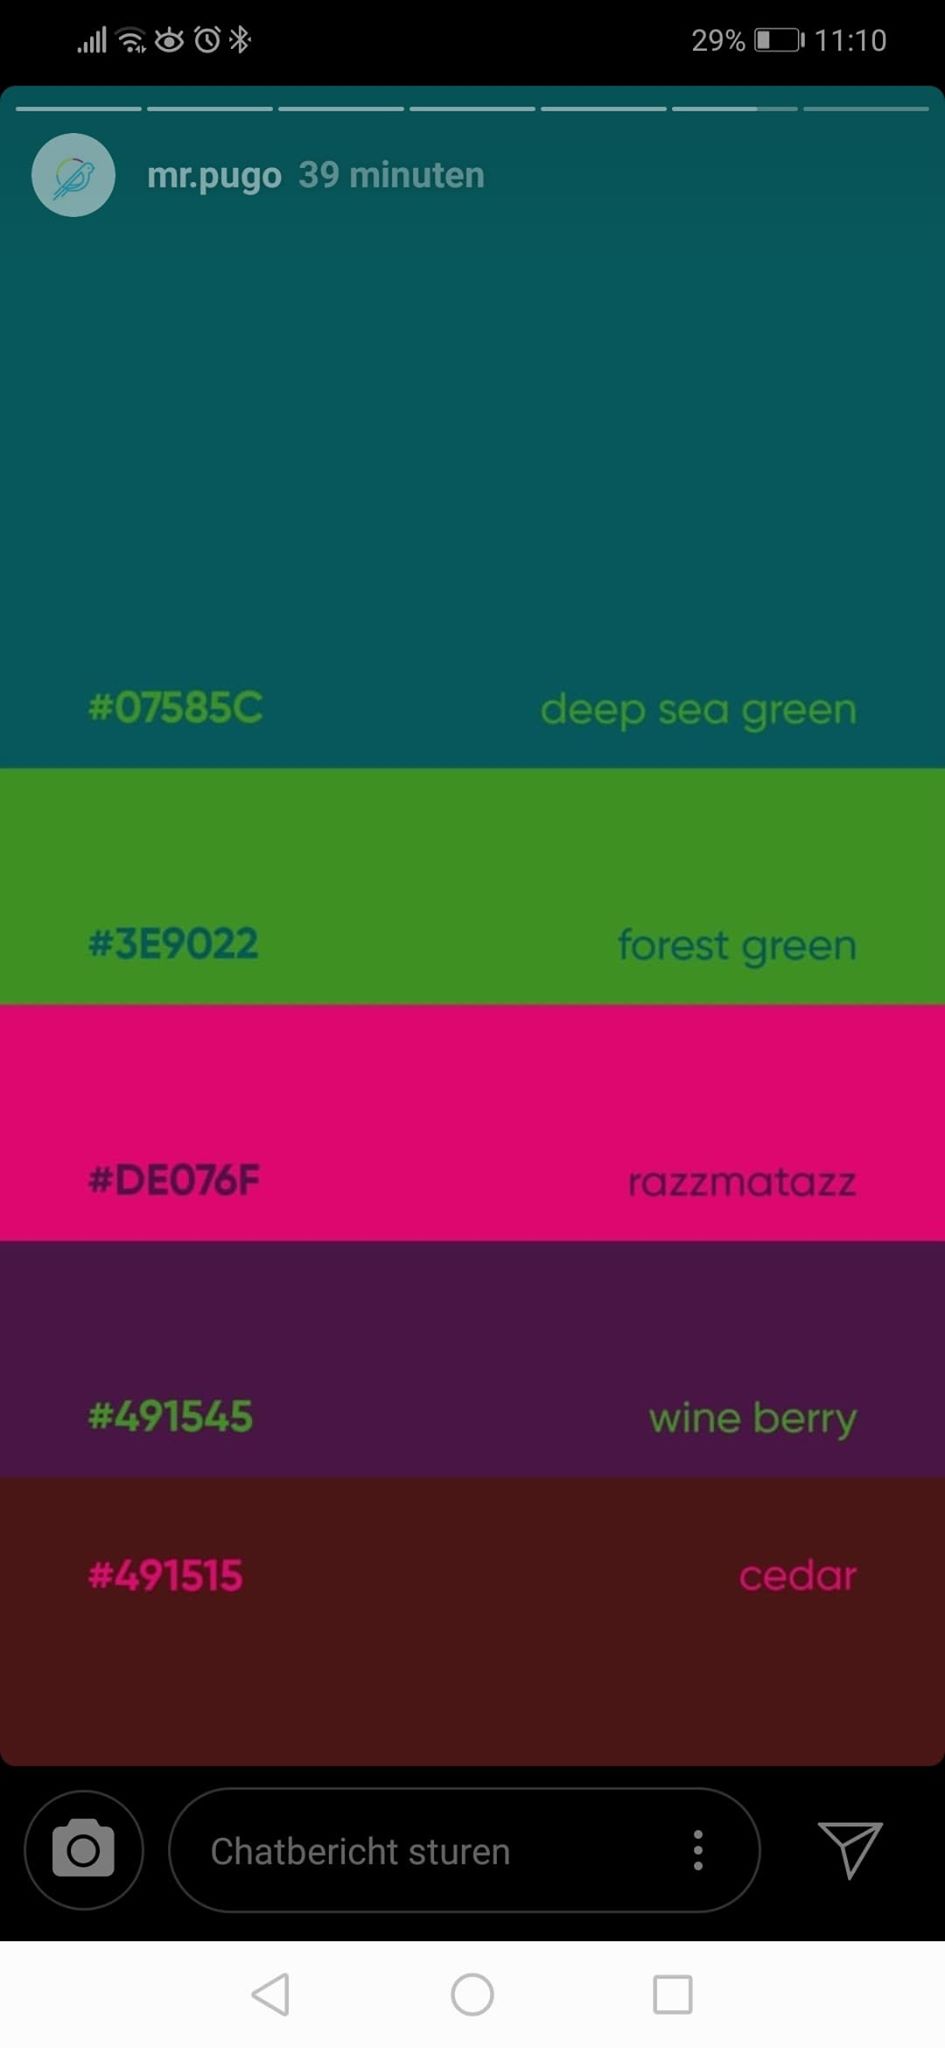 29% 11:10
mr.pugo 39 minuten
#07585C deep sea green
#3E9022 forest green
#DE076F razzmatazz
#491545 wine berry
#491515 cedar
Chatbericht sturen